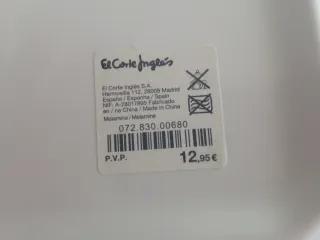 El Corte Inglés
El Corte Inglés S.A.
Hermosilla 112, 28009 Madrid
España / Espanha / Spain
NIF: A-28017895 Fabricado
en / na China / Made in China
Melamina / Melamine
072.830.00680
P.V.P. 12,95€